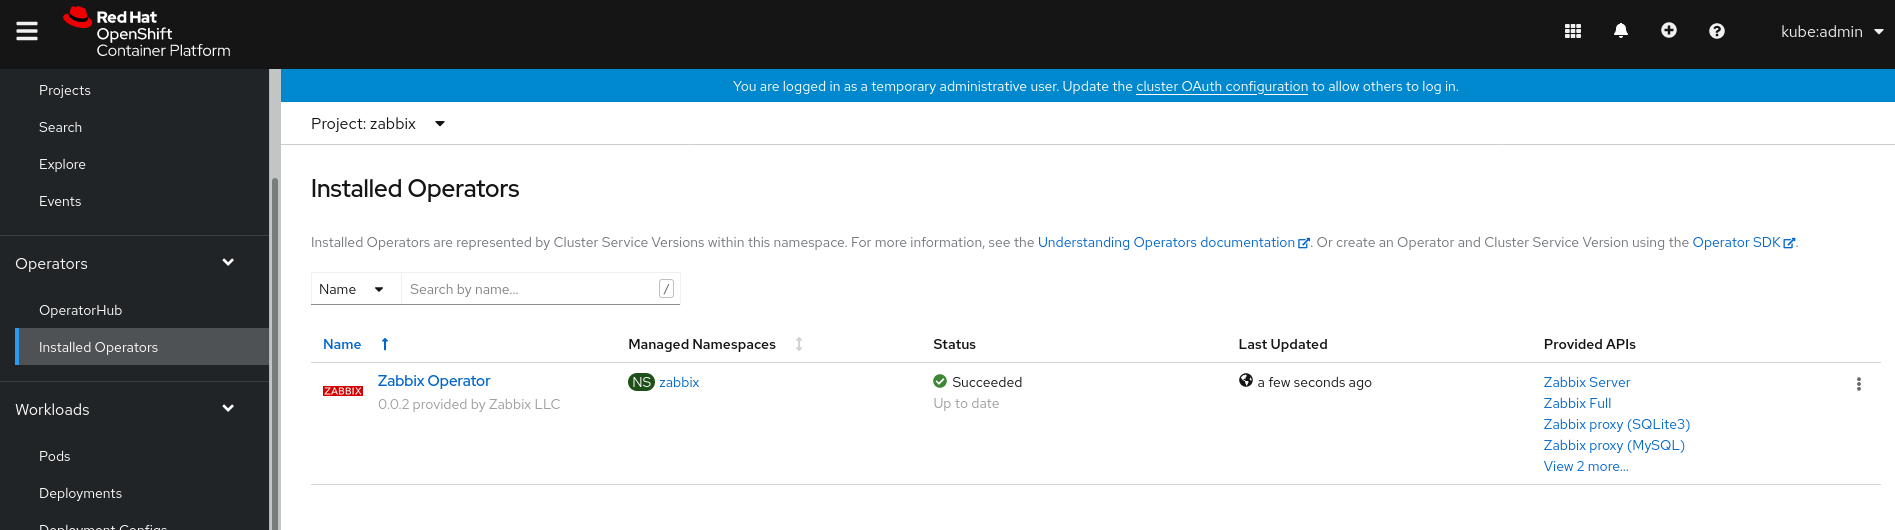 Red Hat
OpenShift
Container Platform
kube:admin
Projects
Search
Explore
Events
Operators
OperatorHub
Installed Operators
Workloads
Pods
Deployments
Deployment Configs
You are logged in as a temporary administrative user. Update the cluster OAuth configuration to allow others to log in.
Project: zabbix
Installed Operators
Installed Operators are represented by Cluster Service Versions within this namespace. For more information, see the Understanding Operators documentation. Or create an Operator and Cluster Service Version using the Operator SDK.
Name Search by name... /
Name Managed Namespaces Status Last Updated Provided APIs
ZABBIX Zabbix Operator NS zabbix Succeeded a few seconds ago Zabbix Server
0.0.2 provided by Zabbix LLC Up to date Zabbix Full
Zabbix proxy (SQLite3)
Zabbix proxy (MySQL)
View 2 more...